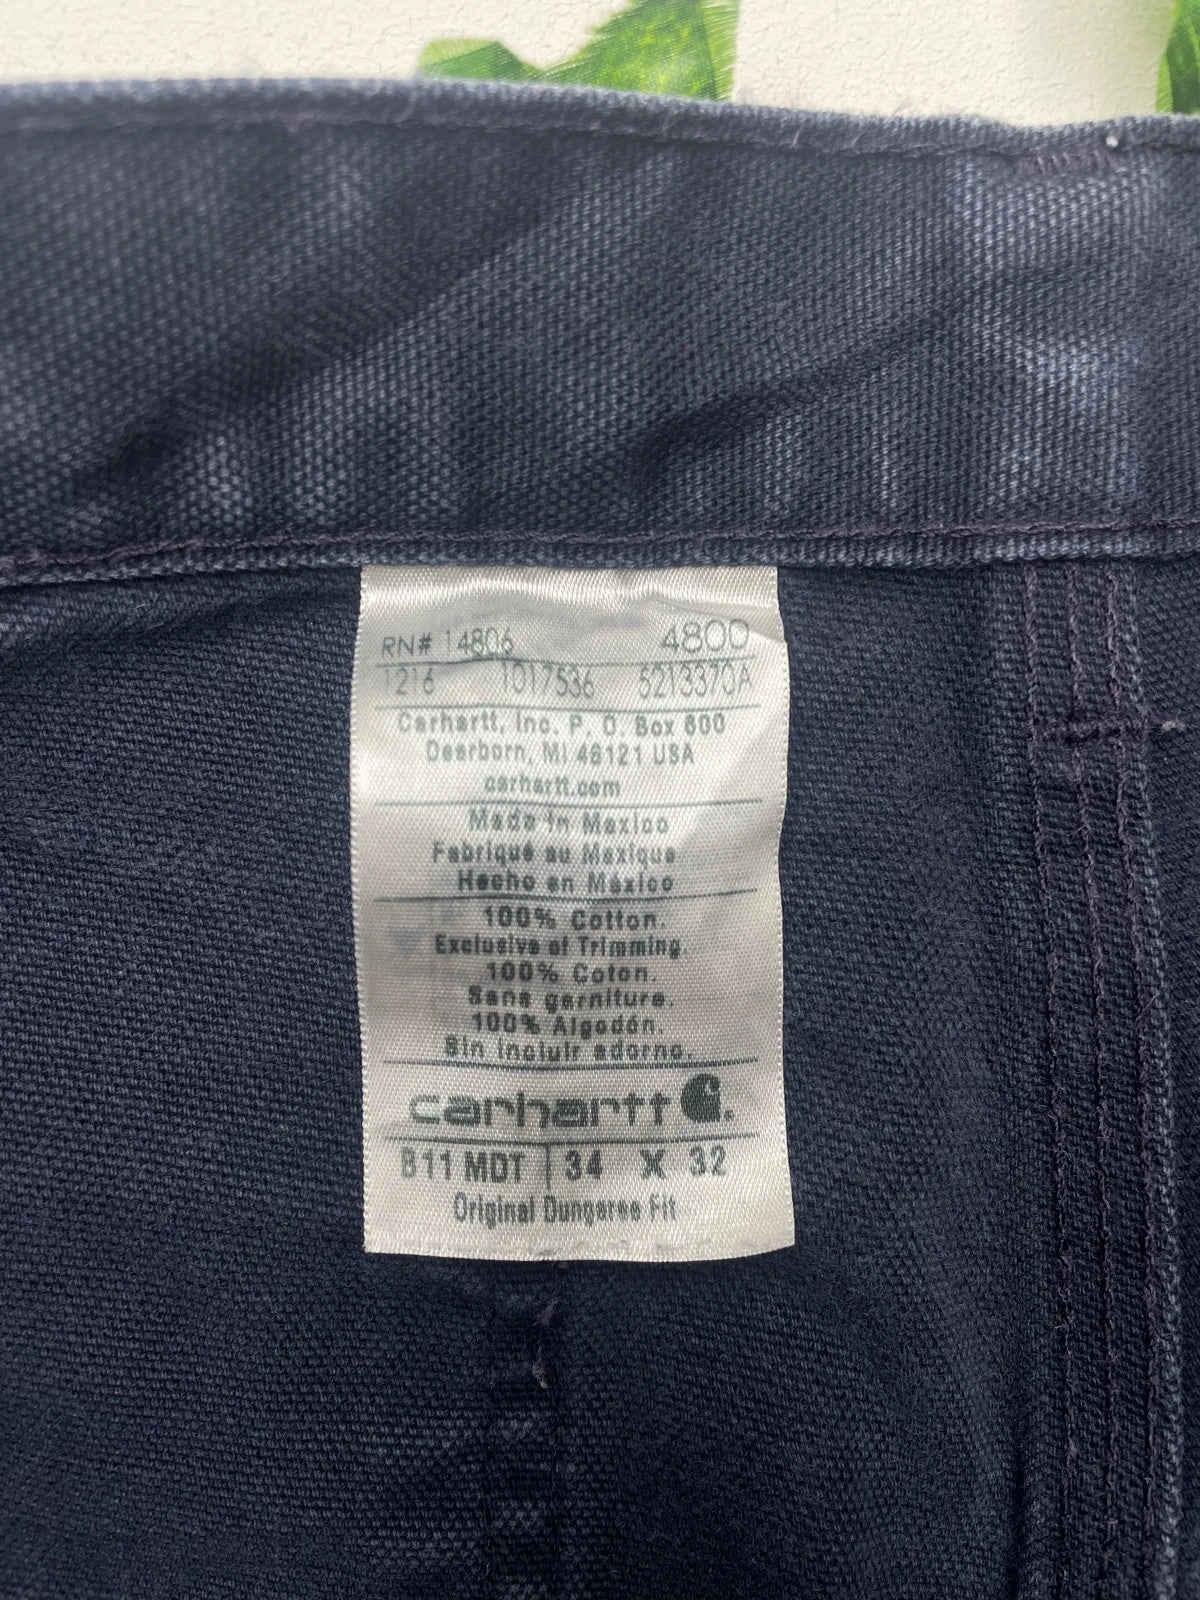 RN# 14806 4800
1216 1017536 5213370A
Carhartt, Inc. P. O. Box 600
Dearborn, MI 48121 USA
carhartt.com
Made in Mexico
Fabriqué au Mexique
Hecho en México
100% Cotton.
Exclusive of Trimming.
100% Coton.
Sans garniture.
100% Algodón.
Sin incluir adorno.
carhartt
B11 MDT 34 X 32
Original Dungaree Fit